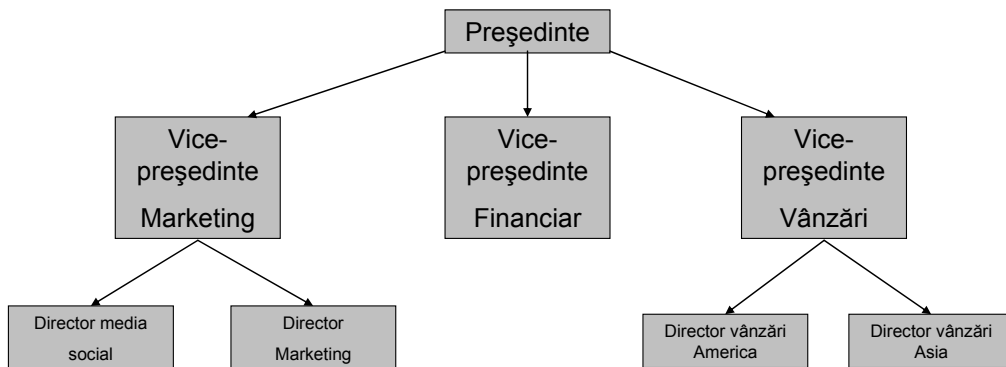 Preşedinte
Vice-
preşedinte
Marketing
Vice-
preşedinte
Financiar
Vice-
preşedinte
Vânzări
Director media
social
Director
Marketing
Director vânzări
America
Director vânzări
Asia